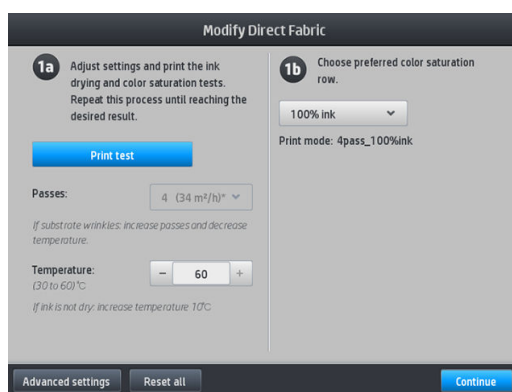 Modify Direct Fabric
1a
Adjust settings and print the ink
drying and color saturation tests.
Repeat this process until reaching the
desired result.
Print test
Passes:
4 (34 m²/h)*
If substrate wrinkles: increase passes and decrease
temperature.
Temperature:
(30 to 60)°C
− 60 +
If ink is not dry: increase temperature 10°C
1b
Choose preferred color saturation
row.
100% ink
Print mode: 4pass_100%ink
Advanced settings
Reset all
Continue